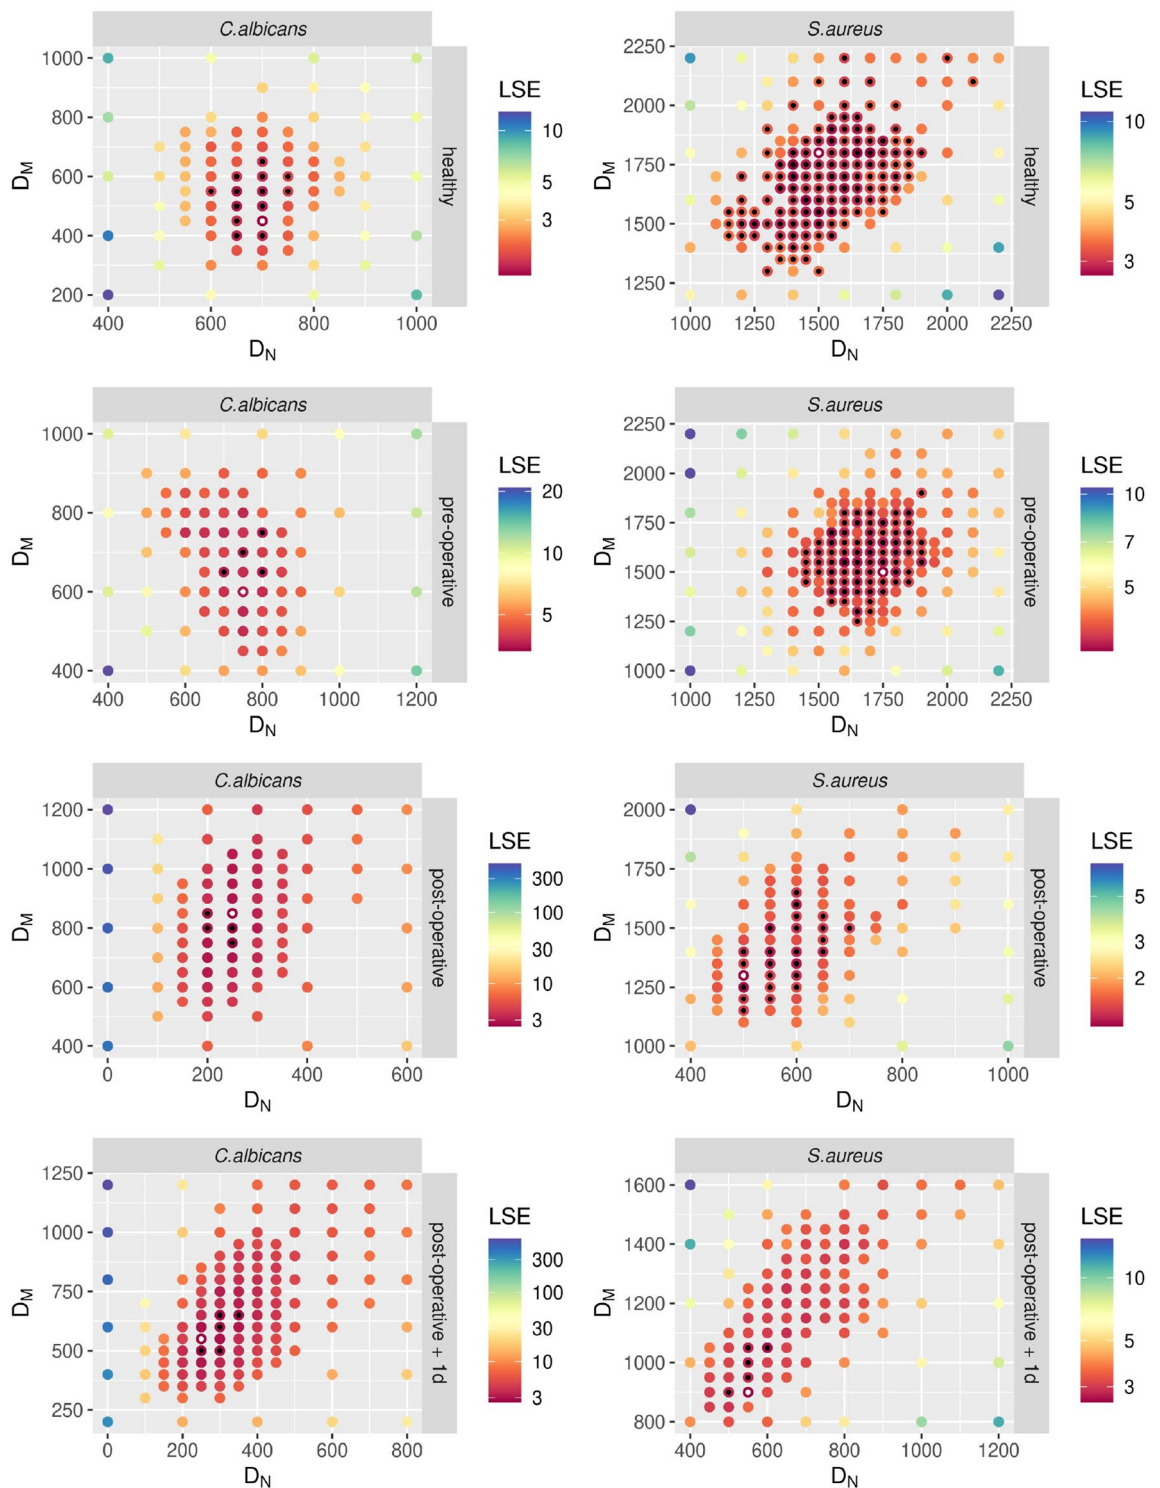 C.albicans
1000
800
600
400
200
D_M
400 600 800 1000
D_N
healthy
LSE
10
5
3
S.aureus
2250
2000
1750
1500
1250
D_M
1000 1250 1500 1750 2000 2250
D_N
healthy
LSE
10
5
3
C.albicans
1000
800
600
400
D_M
400 600 800 1000 1200
D_N
pre-operative
LSE
20
10
5
S.aureus
2250
2000
1750
1500
1250
1000
D_M
1000 1250 1500 1750 2000 2250
D_N
pre-operative
LSE
10
7
5
C.albicans
1200
1000
800
600
400
D_M
0 200 400 600
D_N
post-operative
LSE
300
100
30
10
3
S.aureus
2000
1750
1500
1250
1000
D_M
400 600 800 1000
D_N
post-operative
LSE
5
3
2
C.albicans
1250
1000
750
500
250
D_M
0 200 400 600 800
D_N
post-operative + 1d
LSE
300
100
30
10
3
S.aureus
1600
1400
1200
1000
800
D_M
400 600 800 1000 1200
D_N
post-operative + 1d
LSE
10
5
3